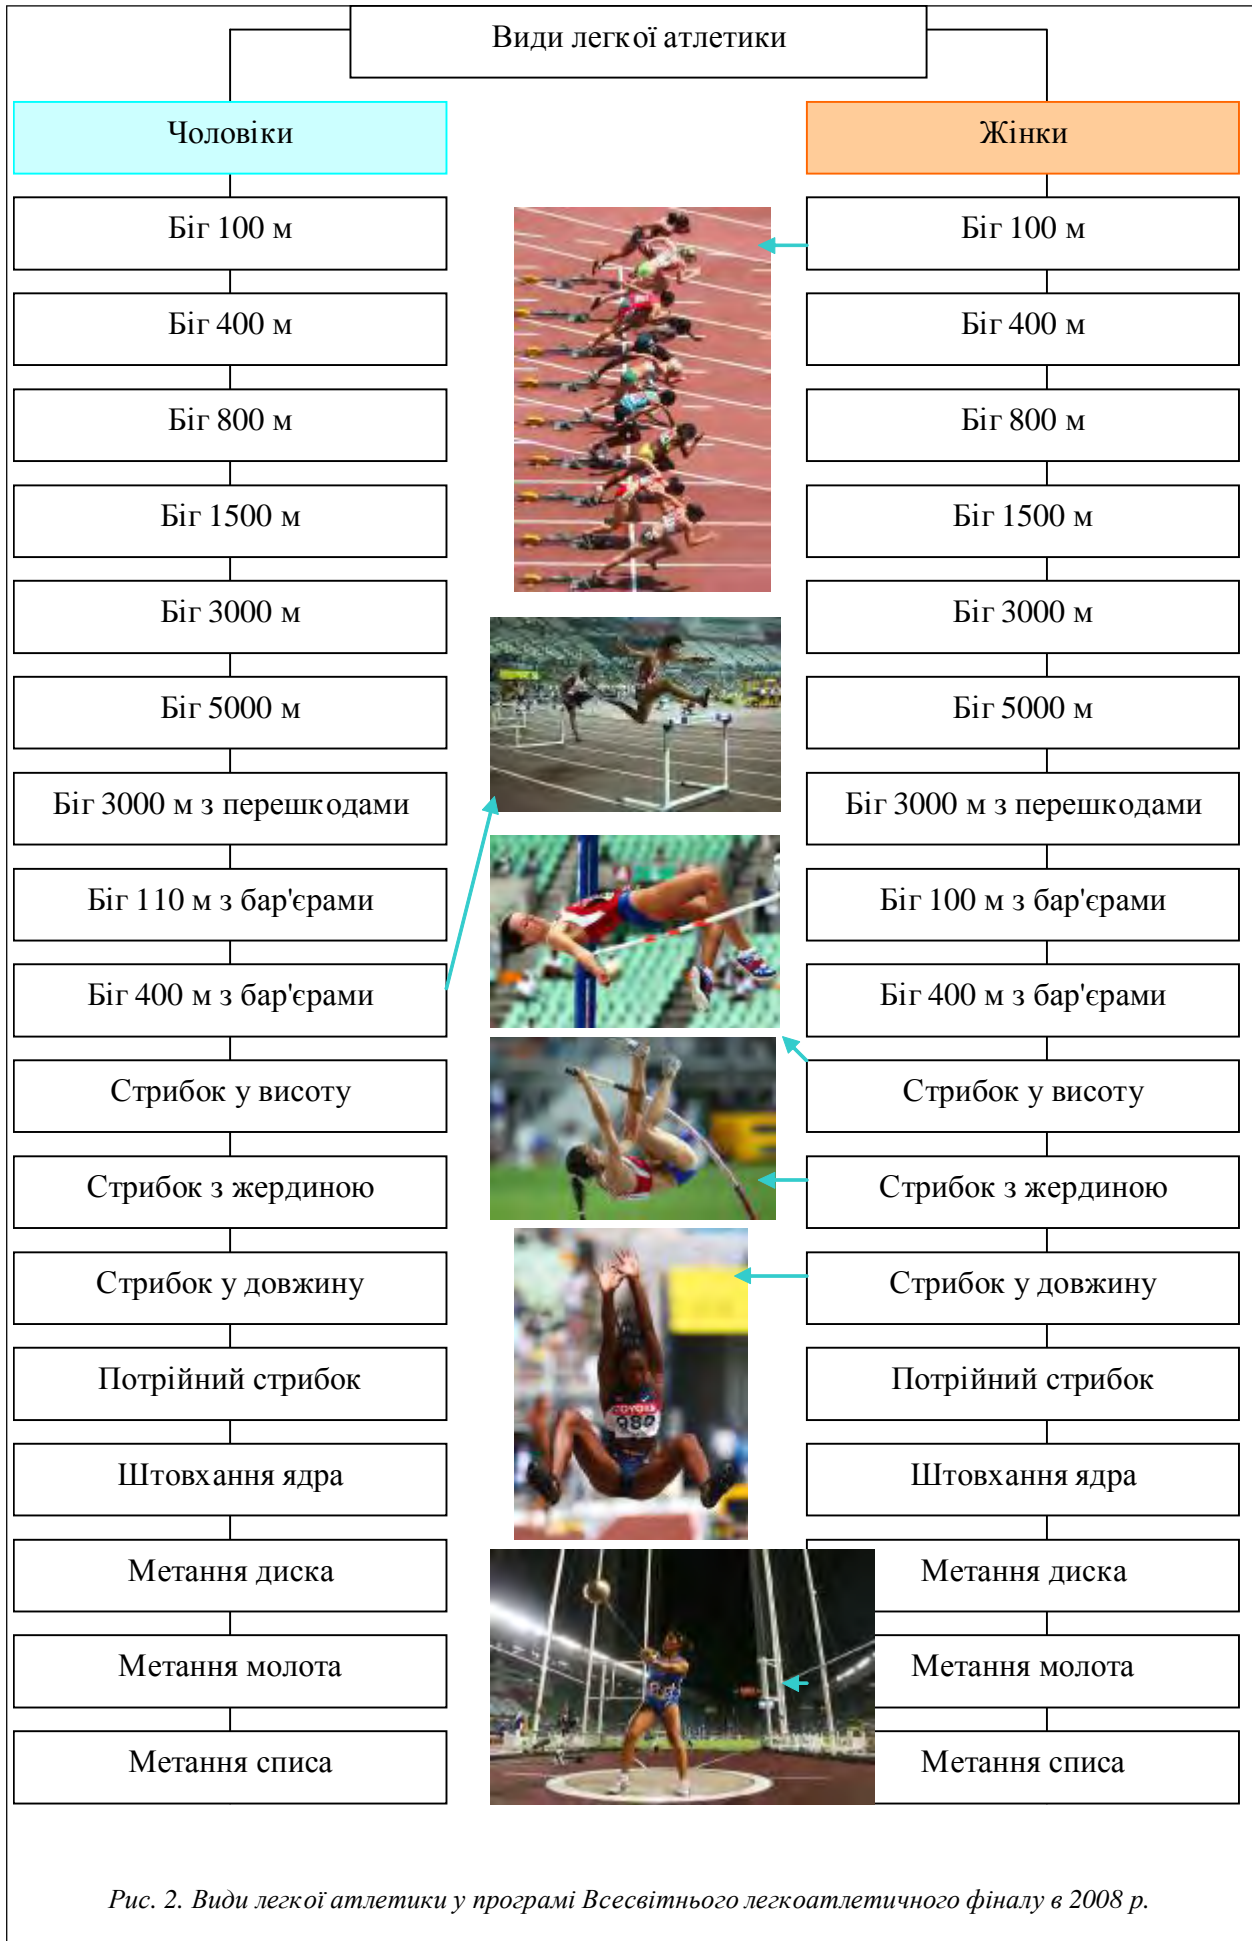 Види легкої атлетики
Чоловіки
Біг 100 м
Біг 400 м
Біг 800 м
Біг 1500 м
Біг 3000 м
Біг 5000 м
Біг 3000 м з перешкодами
Біг 110 м з бар'єрами
Біг 400 м з бар'єрами
Стрибок у висоту
Стрибок з жердиною
Стрибок у довжину
Потрійний стрибок
Штовхання ядра
Метання диска
Метання молота
Метання списа
Жінки
Біг 100 м
Біг 400 м
Біг 800 м
Біг 1500 м
Біг 3000 м
Біг 5000 м
Біг 3000 м з перешкодами
Біг 100 м з бар'єрами
Біг 400 м з бар'єрами
Стрибок у висоту
Стрибок з жердиною
Стрибок у довжину
Потрійний стрибок
Штовхання ядра
Метання диска
Метання молота
Метання списа
980
Рис. 2. Види легкої атлетики у програмі Всесвітнього легкоатлетичного фіналу в 2008 р.